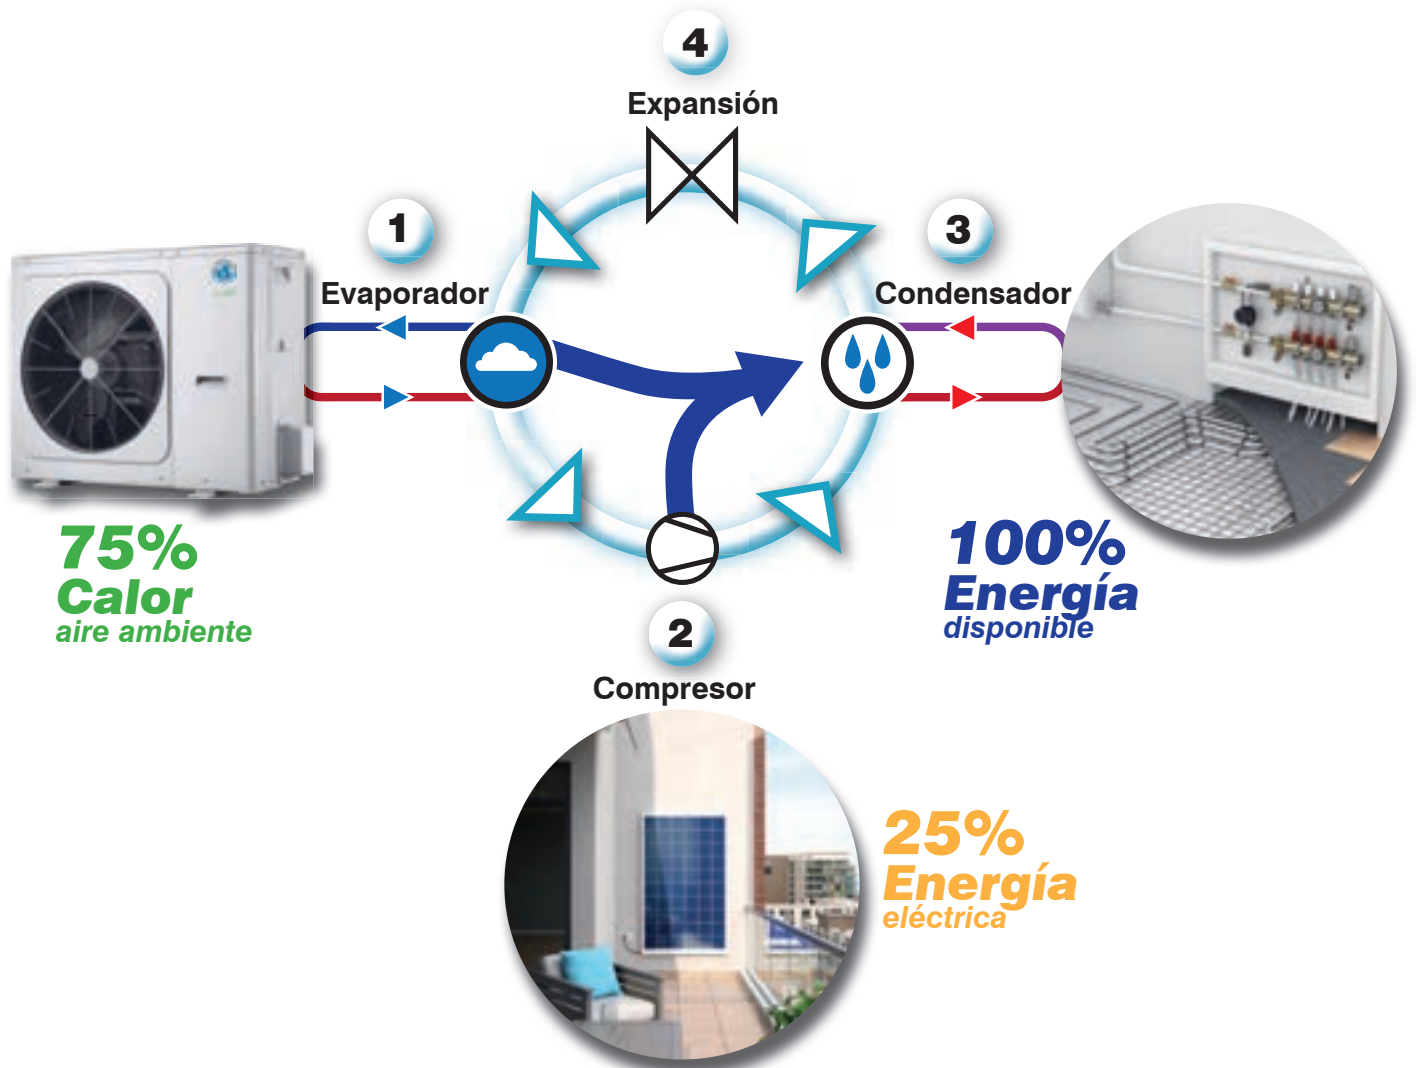 4
Expansión
1
Evaporador
3
Condensador
75%
Calor
aire ambiente
100%
Energía
disponible
2
Compresor
25%
Energía
eléctrica